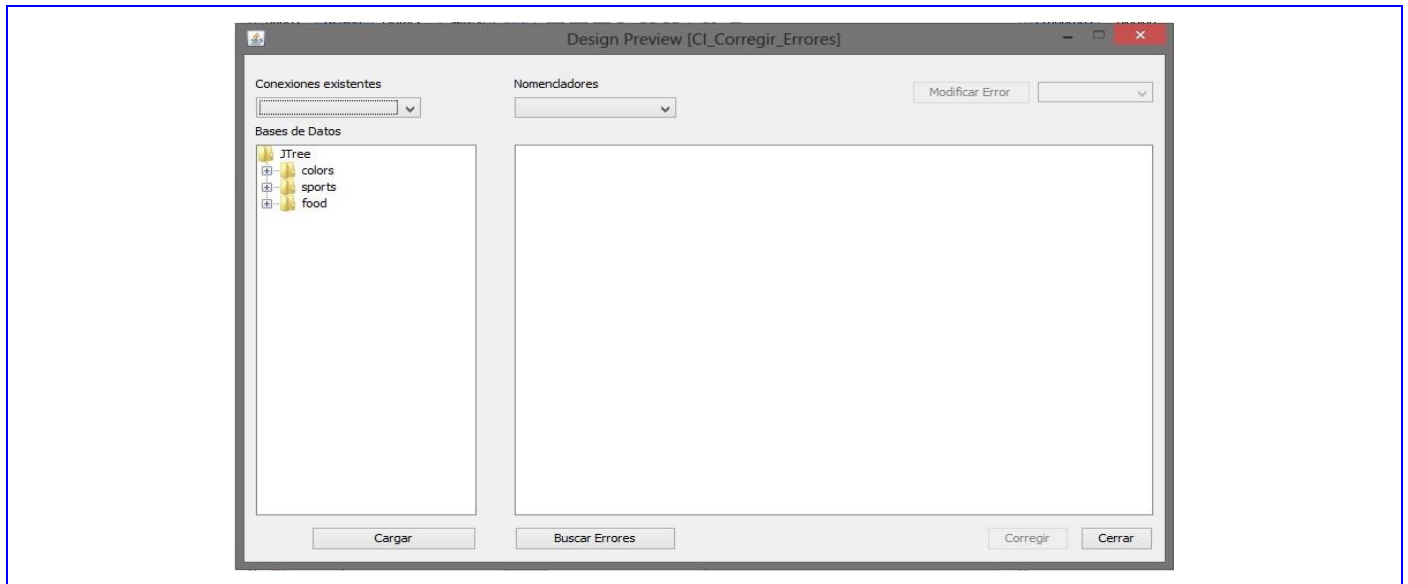 Design Preview [CI_Corregir_Errores]
Conexiones existentes
Nomencladores
Modificar Error
Bases de Datos
JTree
colors
sports
food
Cargar
Buscar Errores
Corregir
Cerrar